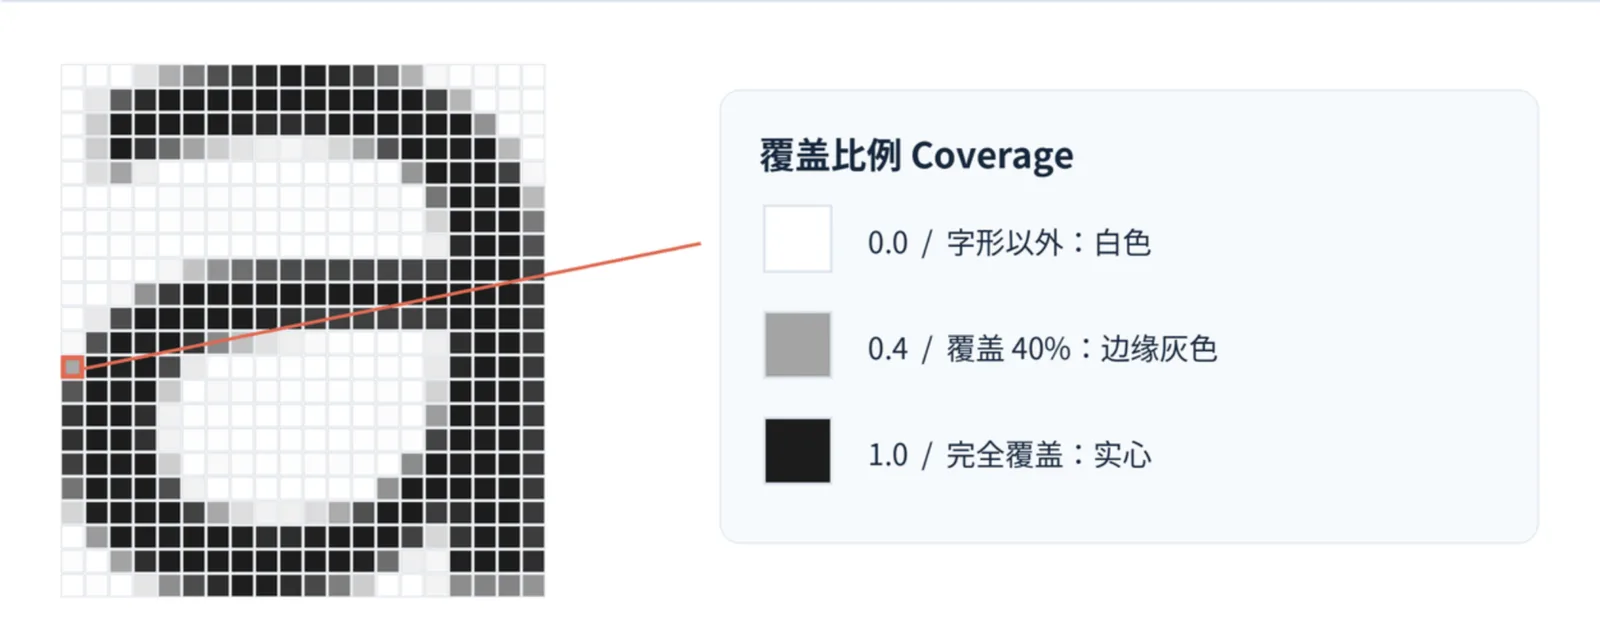 覆盖比例 Coverage
0.0 / 字形以外：白色
0.4 / 覆盖 40%：边缘灰色
1.0 / 完全覆盖：实心